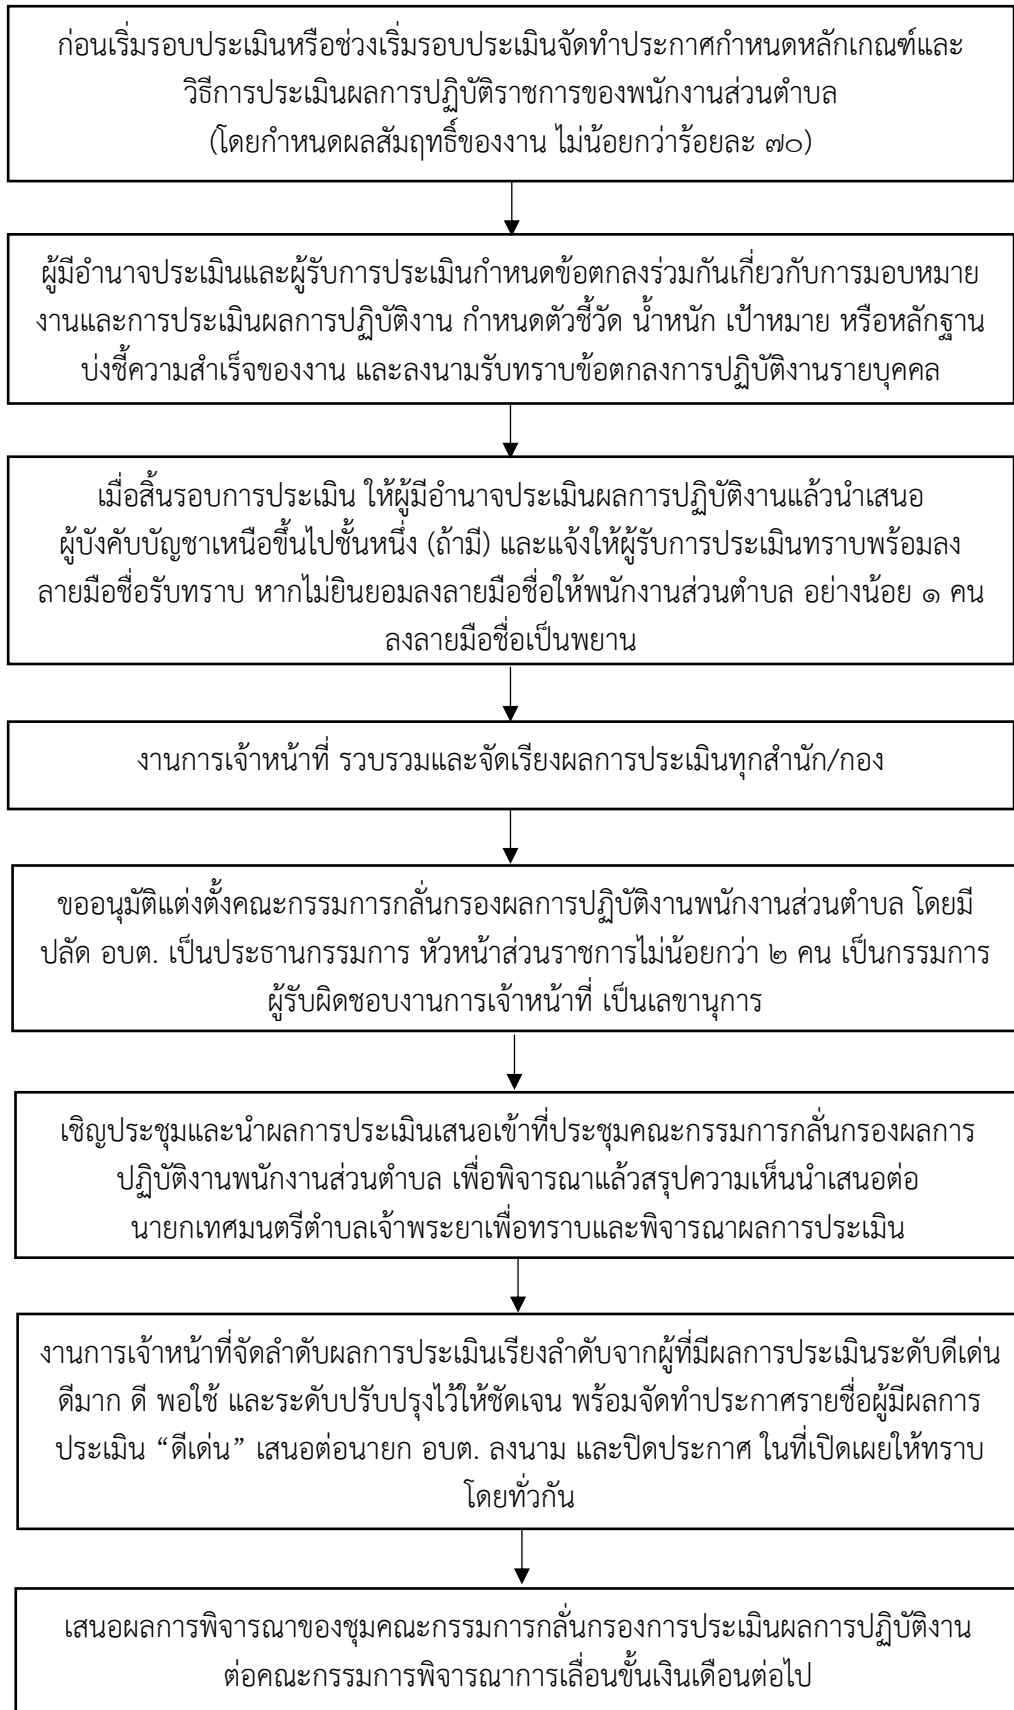 ก่อนเริ่มรอบประเมินหรือช่วงเริ่มรอบประเมินจัดทำประกาศกำหนดหลักเกณฑ์และ
วิธีการประเมินผลการปฏิบัติราชการของพนักงานส่วนตำบล
(โดยกำหนดผลสัมฤทธิ์ของงาน ไม่น้อยกว่าร้อยละ ๗๐)
ผู้มีอำนาจประเมินและผู้รับการประเมินกำหนดข้อตกลงร่วมกันเกี่ยวกับการมอบหมาย
งานและการประเมินผลการปฏิบัติงาน กำหนดตัวชี้วัด น้ำหนัก เป้าหมาย หรือหลักฐาน
บ่งชี้ความสำเร็จของงาน และลงนามรับทราบข้อตกลงการปฏิบัติงานรายบุคคล
เมื่อสิ้นรอบการประเมิน ให้ผู้มีอำนาจประเมินผลการปฏิบัติงานแล้วนำเสนอ
ผู้บังคับบัญชาเหนือขึ้นไปชั้นหนึ่ง (ถ้ามี) และแจ้งให้ผู้รับการประเมินทราบพร้อมลง
ลายมือชื่อรับทราบ หากไม่ยินยอมลงลายมือชื่อให้พนักงานส่วนตำบล อย่างน้อย ๑ คน
ลงลายมือชื่อเป็นพยาน
งานการเจ้าหน้าที่ รวบรวมและจัดเรียงผลการประเมินทุกสำนัก/กอง
ขออนุมัติแต่งตั้งคณะกรรมการกลั่นกรองผลการปฏิบัติงานพนักงานส่วนตำบล โดยมี
ปลัด อบต. เป็นประธานกรรมการ หัวหน้าส่วนราชการไม่น้อยกว่า ๒ คน เป็นกรรมการ
ผู้รับผิดชอบงานการเจ้าหน้าที่ เป็นเลขานุการ
เชิญประชุมและนำผลการประเมินเสนอเข้าที่ประชุมคณะกรรมการกลั่นกรองผลการ
ปฏิบัติงานพนักงานส่วนตำบล เพื่อพิจารณาแล้วสรุปความเห็นนำเสนอต่อ
นายกเทศมนตรีตำบลเจ้าพระยาเพื่อทราบและพิจารณาผลการประเมิน
งานการเจ้าหน้าที่จัดลำดับผลการประเมินเรียงลำดับจากผู้ที่มีผลการประเมินระดับดีเด่น
ดีมาก ดี พอใช้ และระดับปรับปรุงไว้ให้ชัดเจน พร้อมจัดทำประกาศรายชื่อผู้มีผลการ
ประเมิน “ดีเด่น” เสนอต่อนายก อบต. ลงนาม และปิดประกาศ ในที่เปิดเผยให้ทราบ
โดยทั่วกัน
เสนอผลการพิจารณาของชุมคณะกรรมการกลั่นกรองการประเมินผลการปฏิบัติงาน
ต่อคณะกรรมการพิจารณาการเลื่อนขั้นเงินเดือนต่อไป